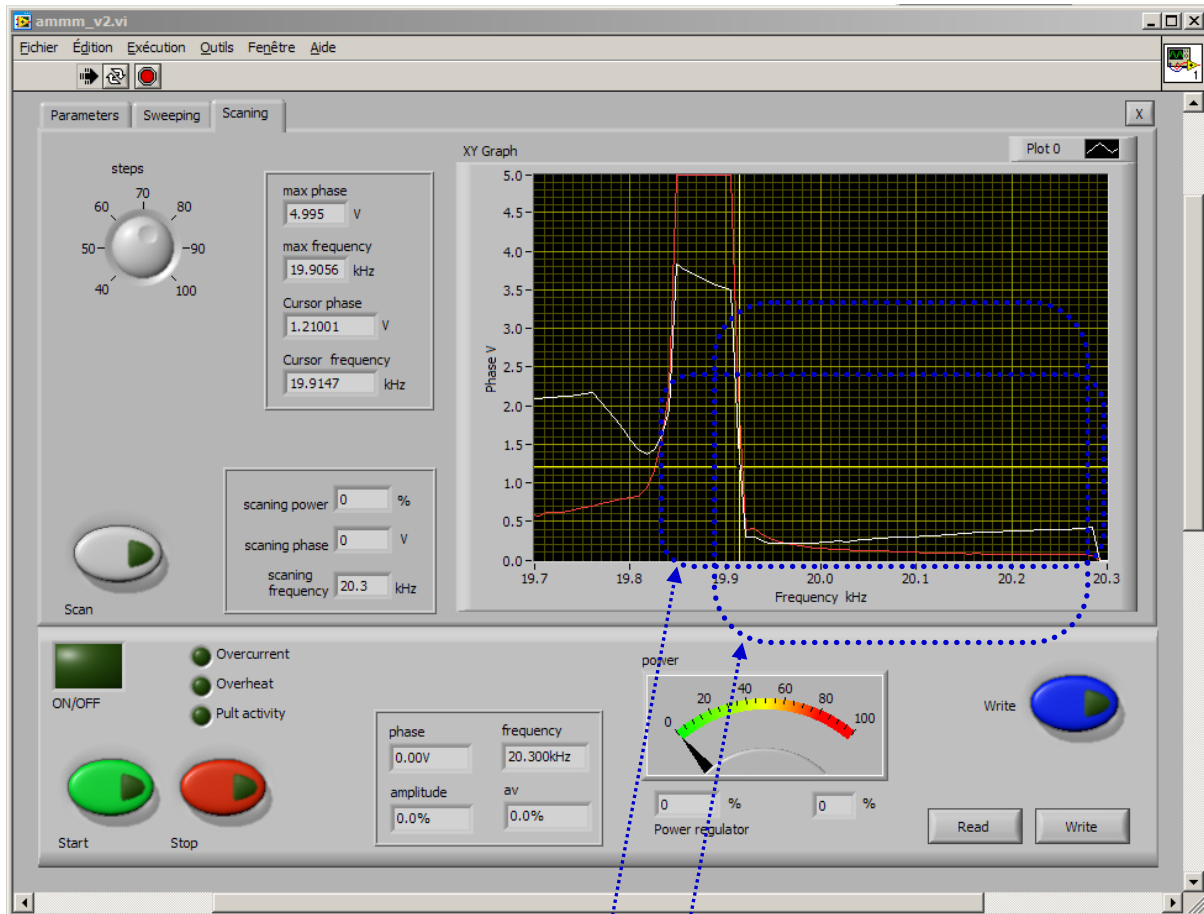 ammm_v2.vi
Fichier Édition Exécution Outils Fenêtre Aide
1
Parameters Sweeping Scaning
X
steps
40 50 60 70 80 90 100
max phase
4.995 V
max frequency
19.9056 kHz
Cursor phase
1.21001 V
Cursor frequency
19.9147 kHz
XY Graph
Plot 0
Phase V
5.0
4.5
4.0
3.5
3.0
2.5
2.0
1.5
1.0
0.5
0.0
19.7 19.8 19.9 20.0 20.1 20.2 20.3
Frequency kHz
Scan
scaning power 0 %
scaning phase 0 V
scaning
frequency 20.3 kHz
ON/OFF
Overcurrent
Overheat
Pult activity
Start Stop
phase frequency
0.00V 20.300kHz
amplitude av
0.0% 0.0%
power
0 20 40 60 80 100
0 % 0 %
Power regulator
Write
Read Write